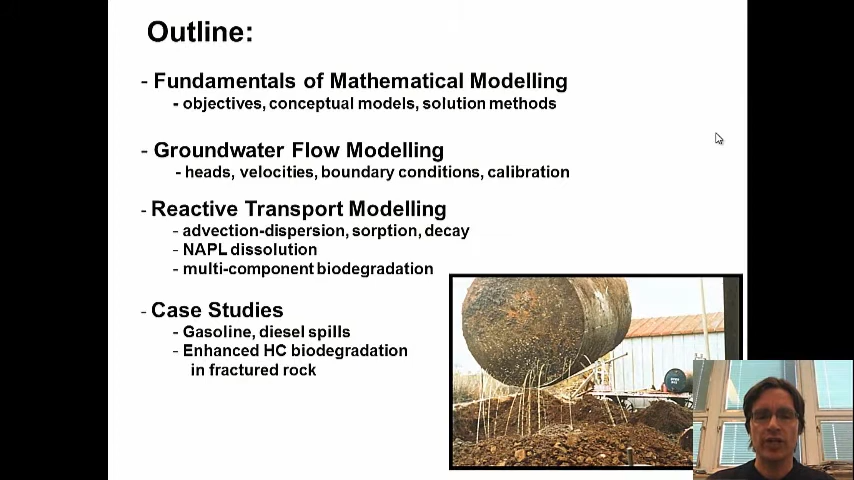 Outline:
- Fundamentals of Mathematical Modelling
- objectives, conceptual models, solution methods
- Groundwater Flow Modelling
- heads, velocities, boundary conditions, calibration
- Reactive Transport Modelling
- advection-dispersion, sorption, decay
- NAPL dissolution
- multi-component biodegradation
- Case Studies
- Gasoline, diesel spills
- Enhanced HC biodegradation
in fractured rock